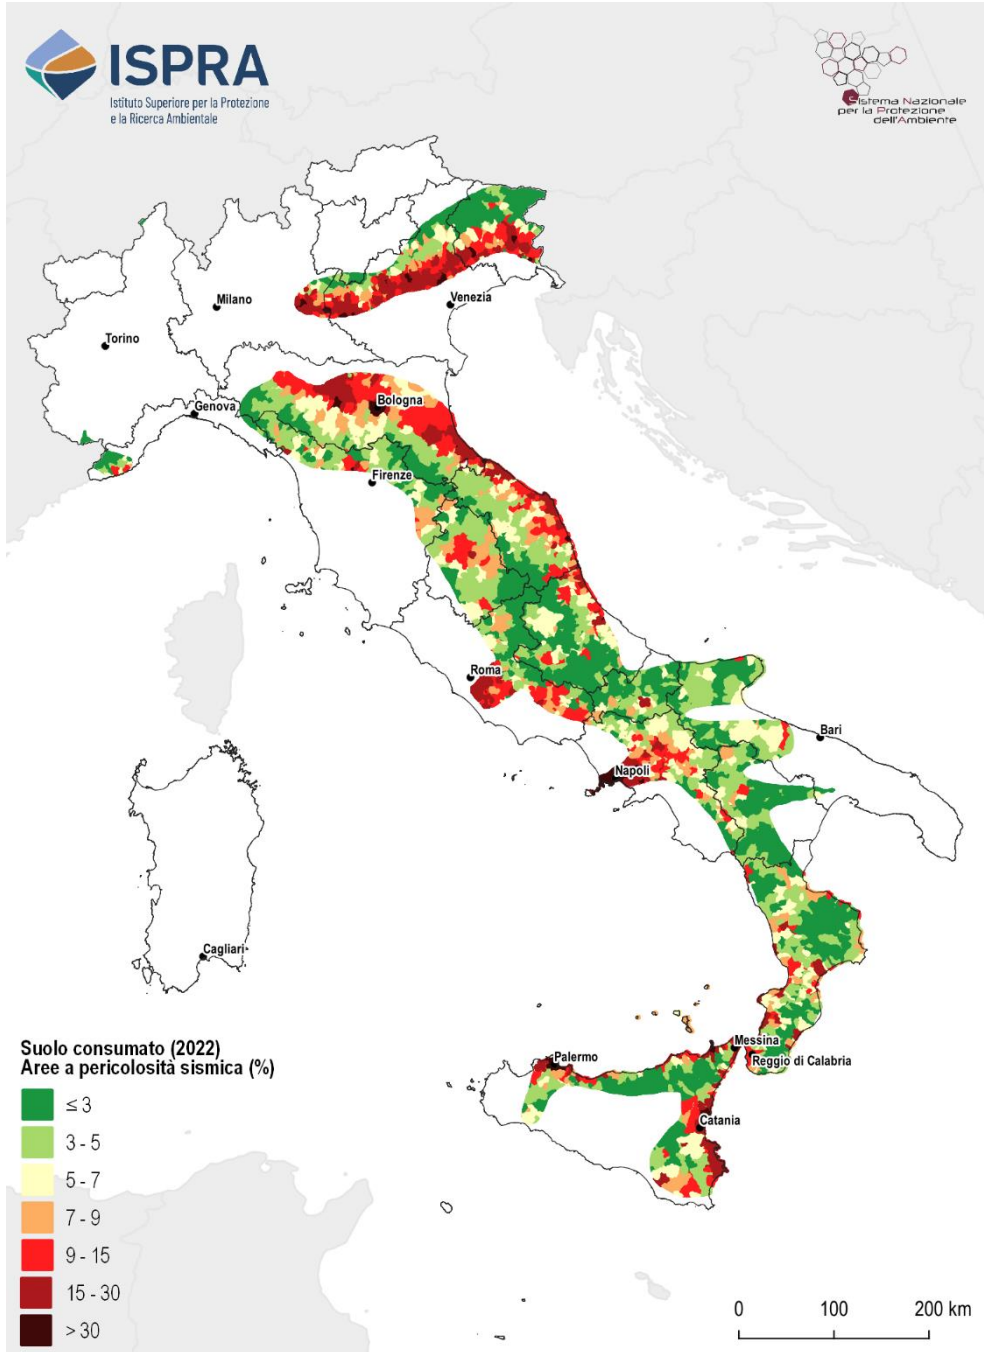 ISPRA
Istituto Superiore per la Protezione
e la Ricerca Ambientale
Sistema Nazionale
per la Protezione
dell'Ambiente
Milano
Venezia
Torino
Genova
Bologna
Firenze
Roma
Bari
Napoli
Cagliari
Messina
Palermo
Reggio di Calabria
Catania
Suolo consumato (2022)
Aree a pericolosità sismica (%)
≤ 3
3 - 5
5 - 7
7 - 9
9 - 15
15 - 30
> 30
0 100 200 km